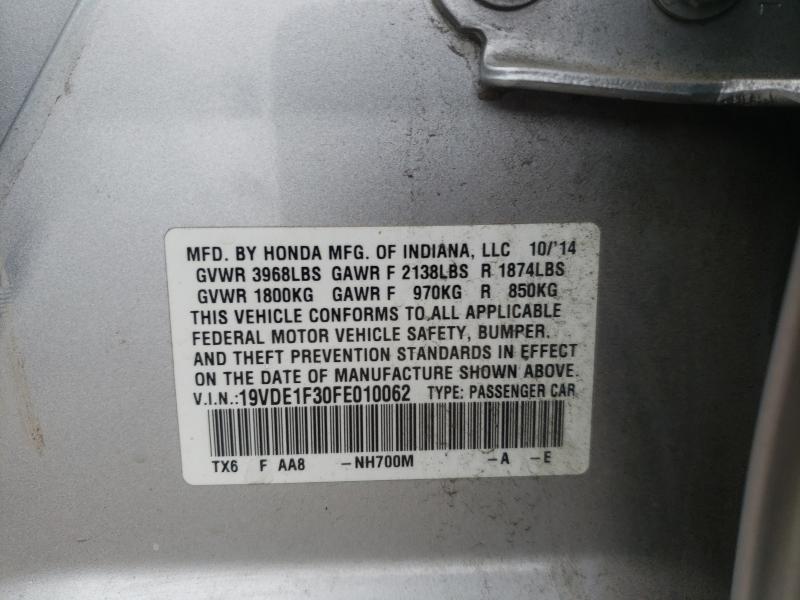 MFD. BY HONDA MFG. OF INDIANA, LLC 10/'14
GVWR 3968LBS GAWR F 2138LBS R 1874LBS
GVWR 1800KG GAWR F 970KG R 850KG
THIS VEHICLE CONFORMS TO ALL APPLICABLE
FEDERAL MOTOR VEHICLE SAFETY, BUMPER,
AND THEFT PREVENTION STANDARDS IN EFFECT
ON THE DATE OF MANUFACTURE SHOWN ABOVE.
V.I.N.:19VDE1F30FE010062 TYPE: PASSENGER CAR
TX6 F AA8 -NH700M -A -E